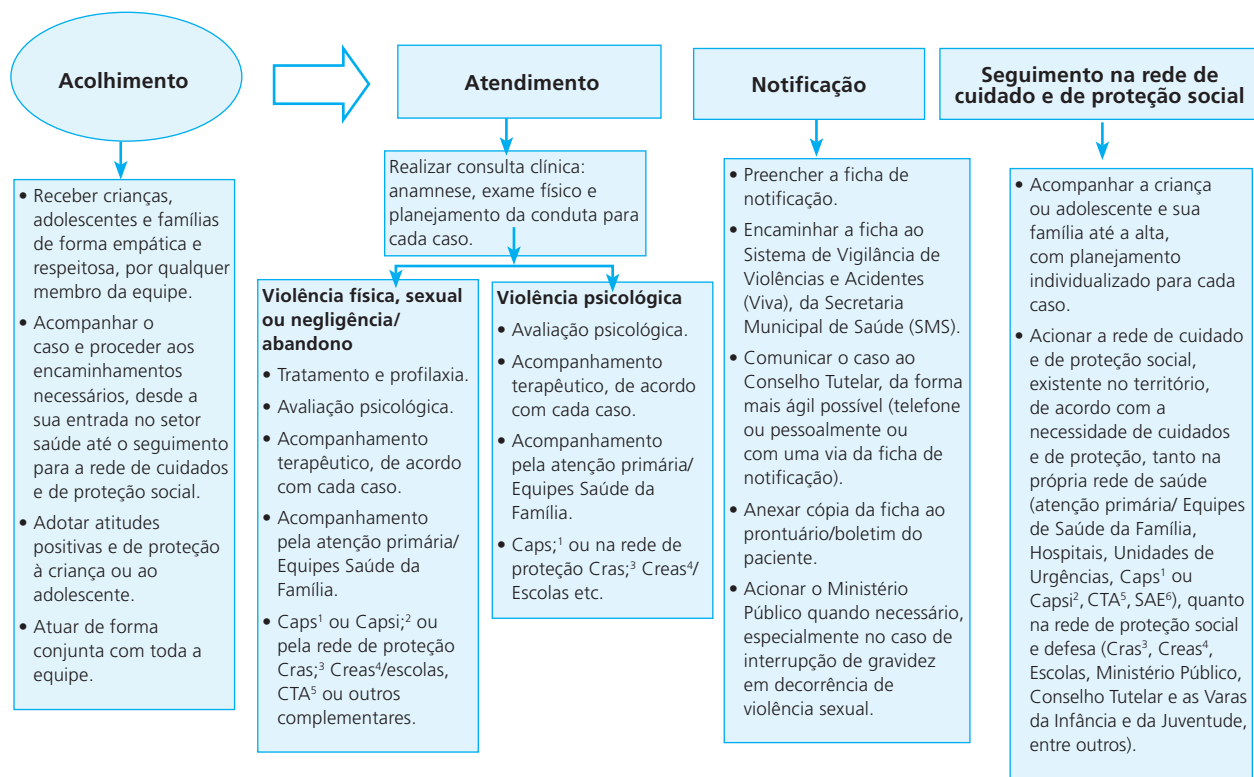 Acolhimento
• Receber crianças,
adolescentes e famílias
de forma empática e
respeitosa, por qualquer
membro da equipe.
• Acompanhar o
caso e proceder aos
encaminhamentos
necessários, desde a
sua entrada no setor
saúde até o seguimento
para a rede de cuidados
e de proteção social.
• Adotar atitudes
positivas e de proteção
à criança ou ao
adolescente.
• Atuar de forma
conjunta com toda a
equipe.
Atendimento
Realizar consulta clínica:
anamnese, exame físico e
planejamento da conduta para
cada caso.
Violência física, sexual
ou negligência/
abandono
• Tratamento e profilaxia.
• Avaliação psicológica.
• Acompanhamento
terapêutico, de acordo
com cada caso.
• Acompanhamento
pela atenção primária/
Equipes Saúde da
Família.
• Caps¹ ou Capsi;² ou
pela rede de proteção
Cras;³ Creas⁴/escolas,
CTA⁵ ou outros
complementares.
Violência psicológica
• Avaliação psicológica.
• Acompanhamento
terapêutico, de acordo
com cada caso.
• Acompanhamento
pela atenção primária/
Equipes Saúde da
Família.
• Caps;¹ ou na rede de
proteção Cras;³ Creas⁴/
Escolas etc.
Notificação
• Preencher a ficha de
notificação.
• Encaminhar a ficha ao
Sistema de Vigilância de
Violências e Acidentes
(Viva), da Secretaria
Municipal de Saúde (SMS).
• Comunicar o caso ao
Conselho Tutelar, da forma
mais ágil possível (telefone
ou pessoalmente ou
com uma via da ficha de
notificação).
• Anexar cópia da ficha ao
prontuário/boletim do
paciente.
• Acionar o Ministério
Público quando necessário,
especialmente no caso de
interrupção de gravidez
em decorrência de
violência sexual.
Seguimento na rede de
cuidado e de proteção social
• Acompanhar a criança
ou adolescente e sua
família até a alta,
com planejamento
individualizado para cada
caso.
• Acionar a rede de cuidado
e de proteção social,
existente no território,
de acordo com a
necessidade de cuidados
e de proteção, tanto na
própria rede de saúde
(atenção primária/ Equipes
de Saúde da Família,
Hospitais, Unidades de
Urgências, Caps¹ ou
Capsi², CTA⁵, SAE⁶), quanto
na rede de proteção social
e defesa (Cras³, Creas⁴,
Escolas, Ministério Público,
Conselho Tutelar e as Varas
da Infância e da Juventude,
entre outros).